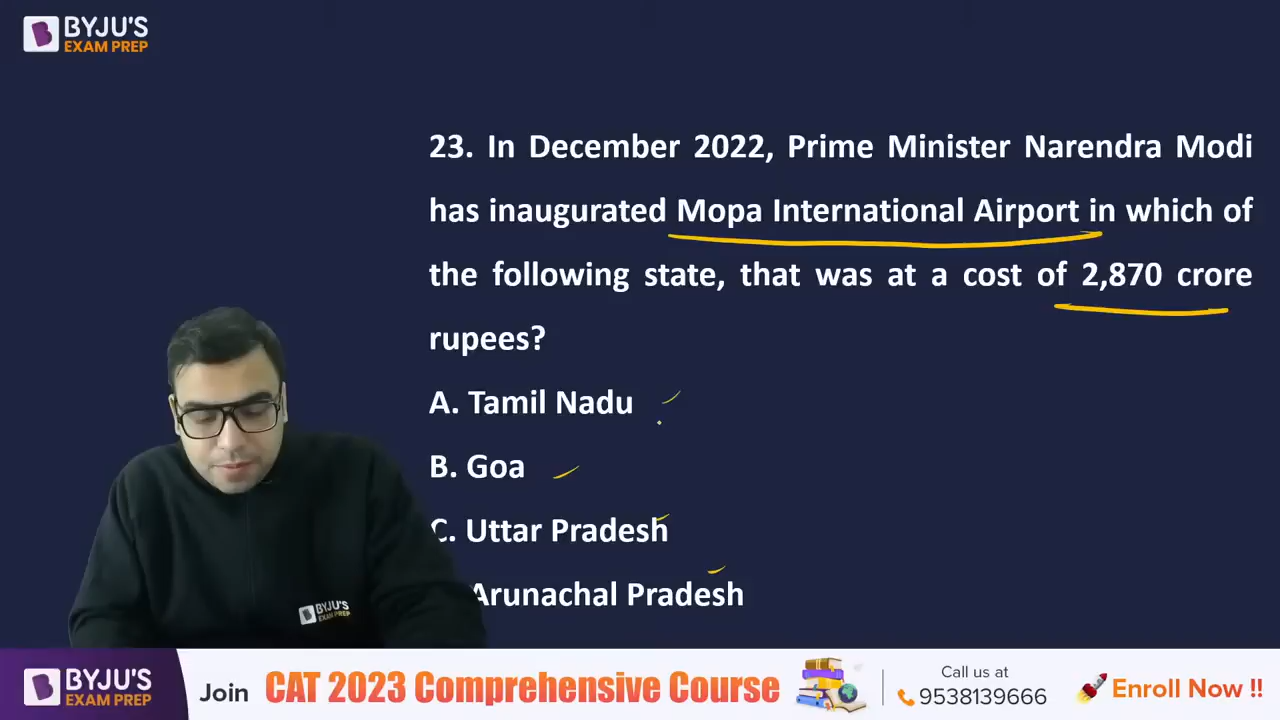 BYJU'S
EXAM PREP
23. In December 2022, Prime Minister Narendra Modi
has inaugurated Mopa International Airport in which of
the following state, that was at a cost of 2,870 crore
rupees?
A. Tamil Nadu
B. Goa
C. Uttar Pradesh
Arunachal Pradesh
BYJU'S
EXAM PREP
BYJU'S
EXAM PREP
Join CAT 2023 Comprehensive Course
Call us at
9538139666
Enroll Now !!